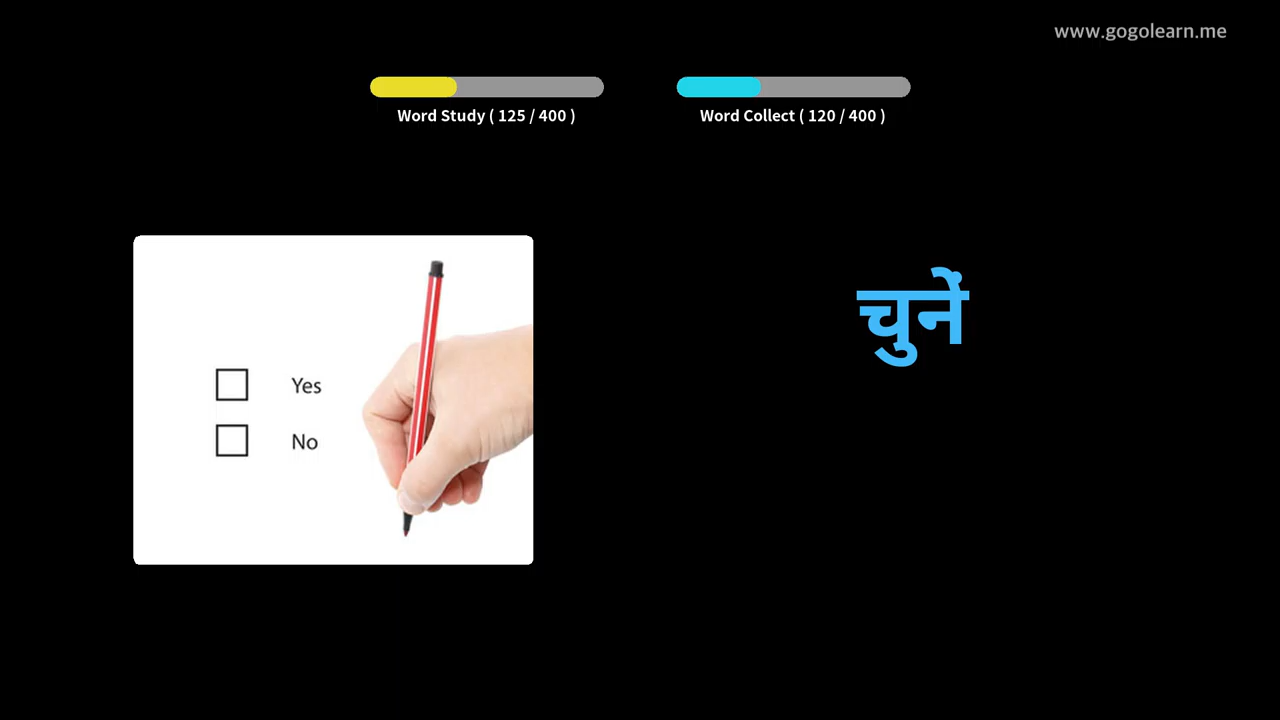 www.gogolearn.me
Word Study ( 125 / 400 )
Word Collect ( 120 / 400 )
चुनें
Yes
No